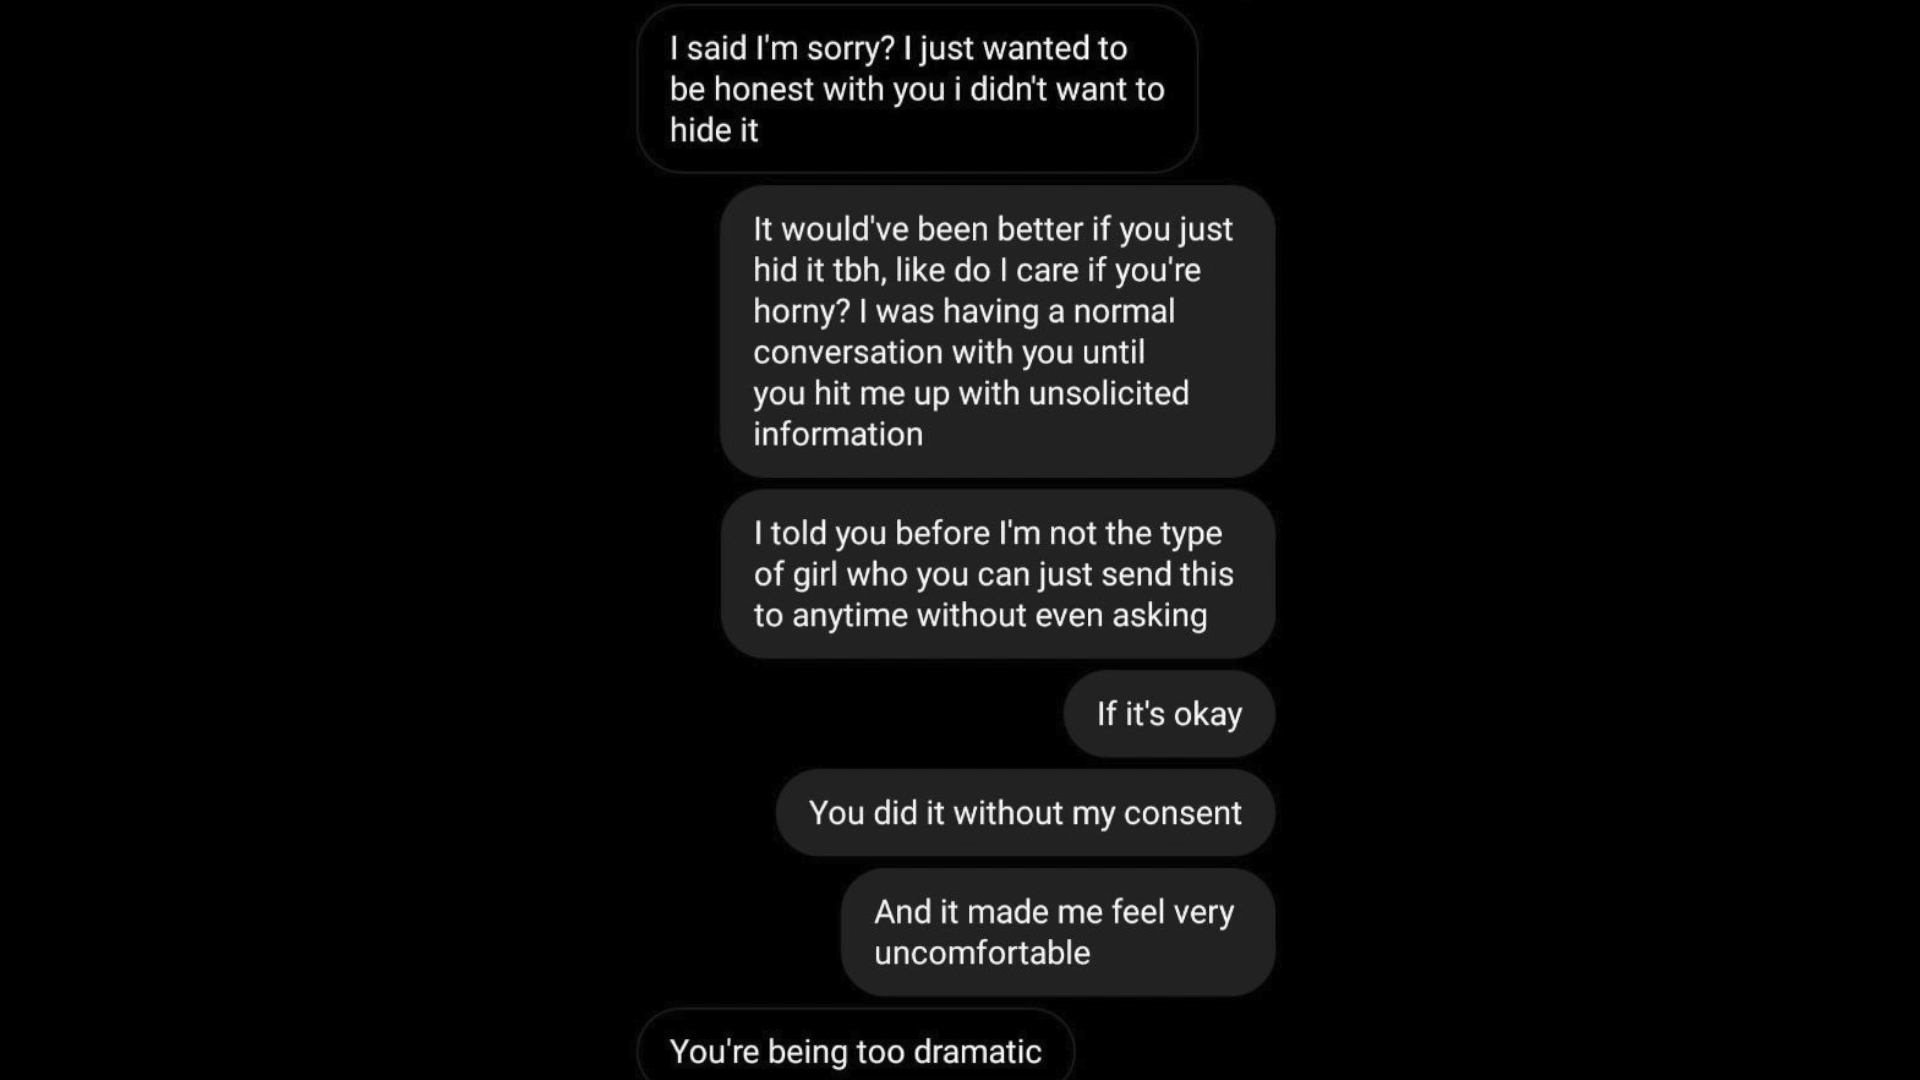 I said I'm sorry? I just wanted to
be honest with you i didn't want to
hide it
It would've been better if you just
hid it tbh, like do I care if you're
horny? I was having a normal
conversation with you until
you hit me up with unsolicited
information
I told you before I'm not the type
of girl who you can just send this
to anytime without even asking
If it's okay
You did it without my consent
And it made me feel very
uncomfortable
You're being too dramatic